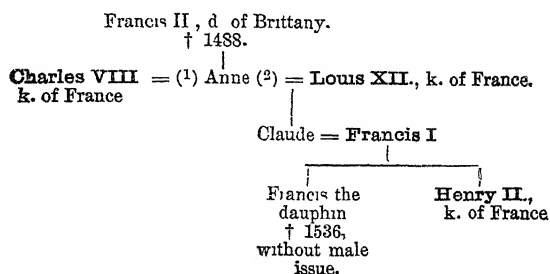 Francis II, d of Brittany.
† 1488.
Charles VIII = (1) Anne (2) = Louis XII., k. of France.
k. of France
Claude = Francis I
Francis the
dauphin
† 1536,
without male
issue.
Henry II.,
k. of France